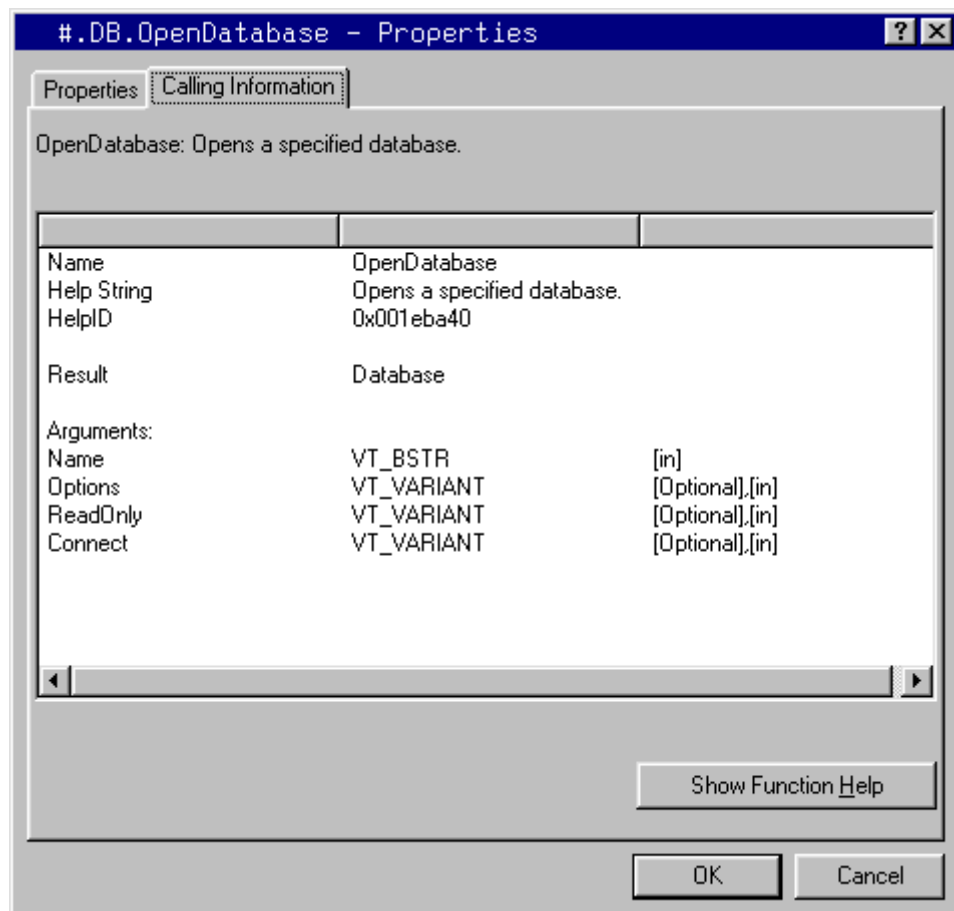 #.DB.OpenDatabase - Properties
Properties Calling Information
OpenDatabase: Opens a specified database.
Name OpenDatabase
Help String Opens a specified database.
HelpID 0x001eba40
Result Database
Arguments:
Name VT_BSTR [in]
Options VT_VARIANT [Optional],[in]
ReadOnly VT_VARIANT [Optional],[in]
Connect VT_VARIANT [Optional],[in]
Show Function Help
OK Cancel